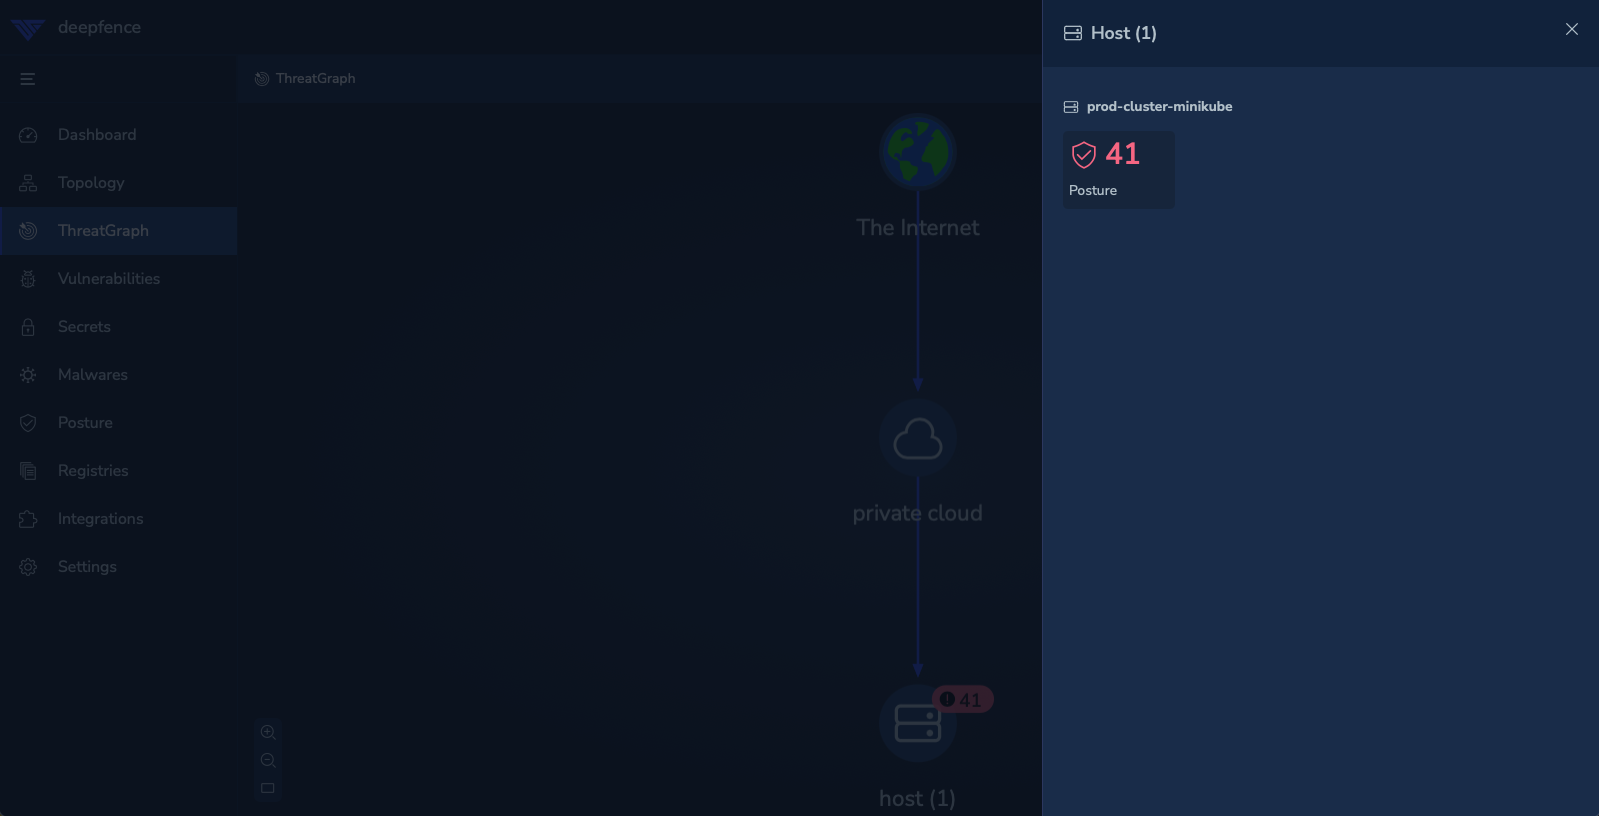 deepfence
ThreatGraph
Dashboard
Topology
ThreatGraph
Vulnerabilities
Secrets
Malwares
Posture
Registries
Integrations
Settings
The Internet
private cloud
41
host (1)
Host (1)
prod-cluster-minikube
41
Posture